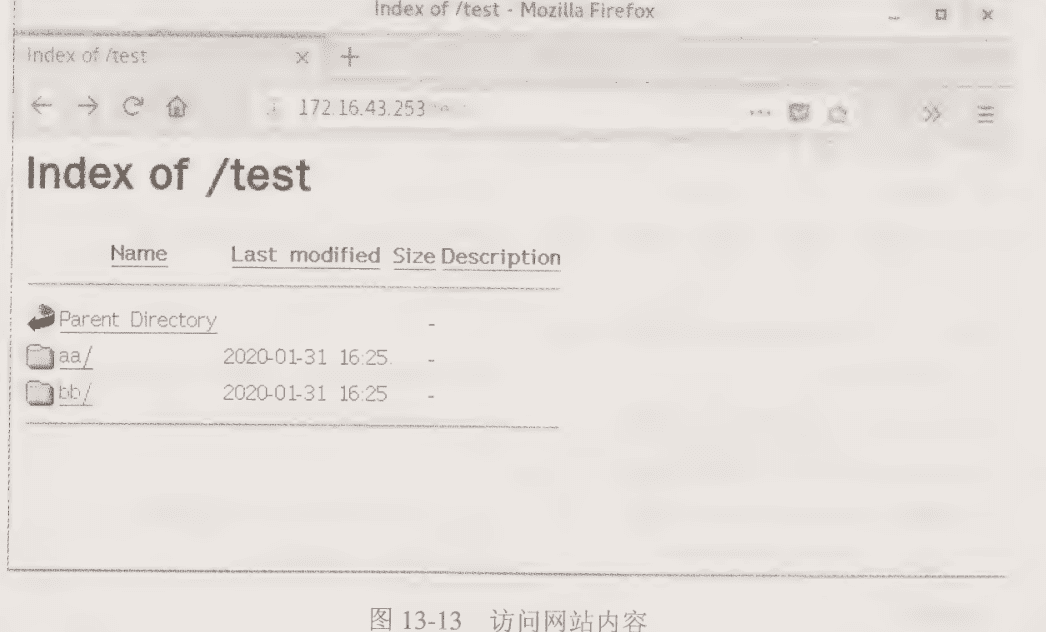 Index of /test - Mozilla Firefox
Index of /test
172.16.43.253
Index of /test
Name Last modified Size Description
Parent Directory -
aa/ 2020-01-31 16:25 -
bb/ 2020-01-31 16:25 -
图 13-13 访问网站内容